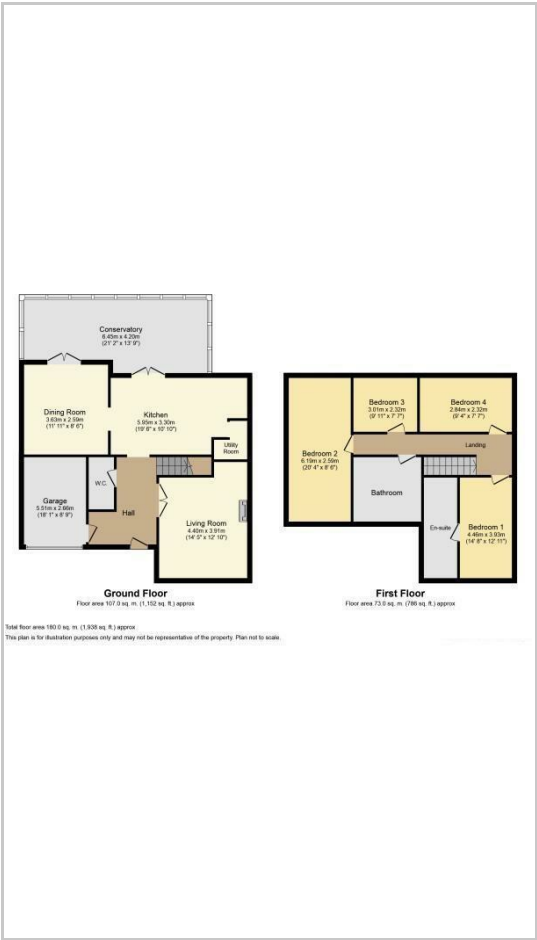 Conservatory
6.45m x 4.20m
(21' 2" x 13' 9")
Dining Room
3.63m x 2.59m
(11' 11" x 8' 6")
Kitchen
5.95m x 3.30m
(19' 6" x 10' 10")
Utility
Room
W.C.
Garage
5.51m x 2.66m
(18' 1" x 8' 9")
Hall
Living Room
4.40m x 3.91m
(14' 5" x 12' 10")
Ground Floor
Floor area 107.0 sq. m. (1,152 sq. ft.) approx
Bedroom 3
3.01m x 2.32m
(9' 11" x 7' 7")
Bedroom 4
2.84m x 2.32m
(9' 4" x 7' 7")
Landing
Bedroom 2
6.19m x 2.59m
(20' 4" x 8' 6")
Bathroom
En-suite
Bedroom 1
4.46m x 3.93m
(14' 8" x 12' 11")
First Floor
Floor area 73.0 sq. m. (786 sq. ft.) approx
Total floor area 180.0 sq. m. (1,938 sq. ft.) approx
This plan is for illustration purposes only and may not be representative of the property. Plan not to scale.